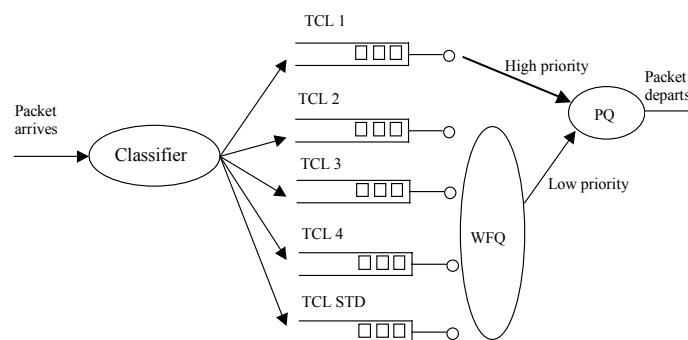 TCL 1
High priority
Packet
departs
Packet
arrives
TCL 2
PQ
Classifier
TCL 3
Low priority
TCL 4
WFQ
TCL STD